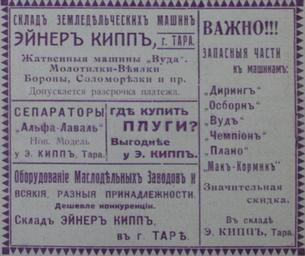 СКЛАДЪ ЗЕМЛЕДѢЛЬЧЕСКИХЪ МАШИНЪ
ЭЙНЕРЪ КИППЪ, г. ТАРА.
Жатвенныя машины „Вуда“.
Молотилки-Вѣялки
Бороны, Соломорѣзки и пр.
Допускается разсрочка платежа.
СЕПАРАТОРЫ
„Альфа-Лаваль“
Нов. Модель
у Э. КИППЪ, Тара.
ГДѢ КУПИТЬ
ПЛУГИ?
Выгоднѣе
у Э. КИППЪ.
Оборудованіе Маслодѣльныхъ Заводовъ и
ВСЯКІЯ, РАЗНЫЯ ПРИНАДЛЕЖНОСТИ.
Дешевле конкуренціи.
Складъ ЭЙНЕРЪ КИППЪ,
въ г. ТАРѢ.
ВАЖНО!!!
ЗАПАСНЫЯ ЧАСТИ
къ машинамъ:
„Дирингъ“
„Осборнъ“
„Вудъ“
„Чемпіонъ“
„Плано“
„Макъ-Кормикъ“
Значительная
скидка.
Въ складѣ
Э. КИППЪ, Тара.